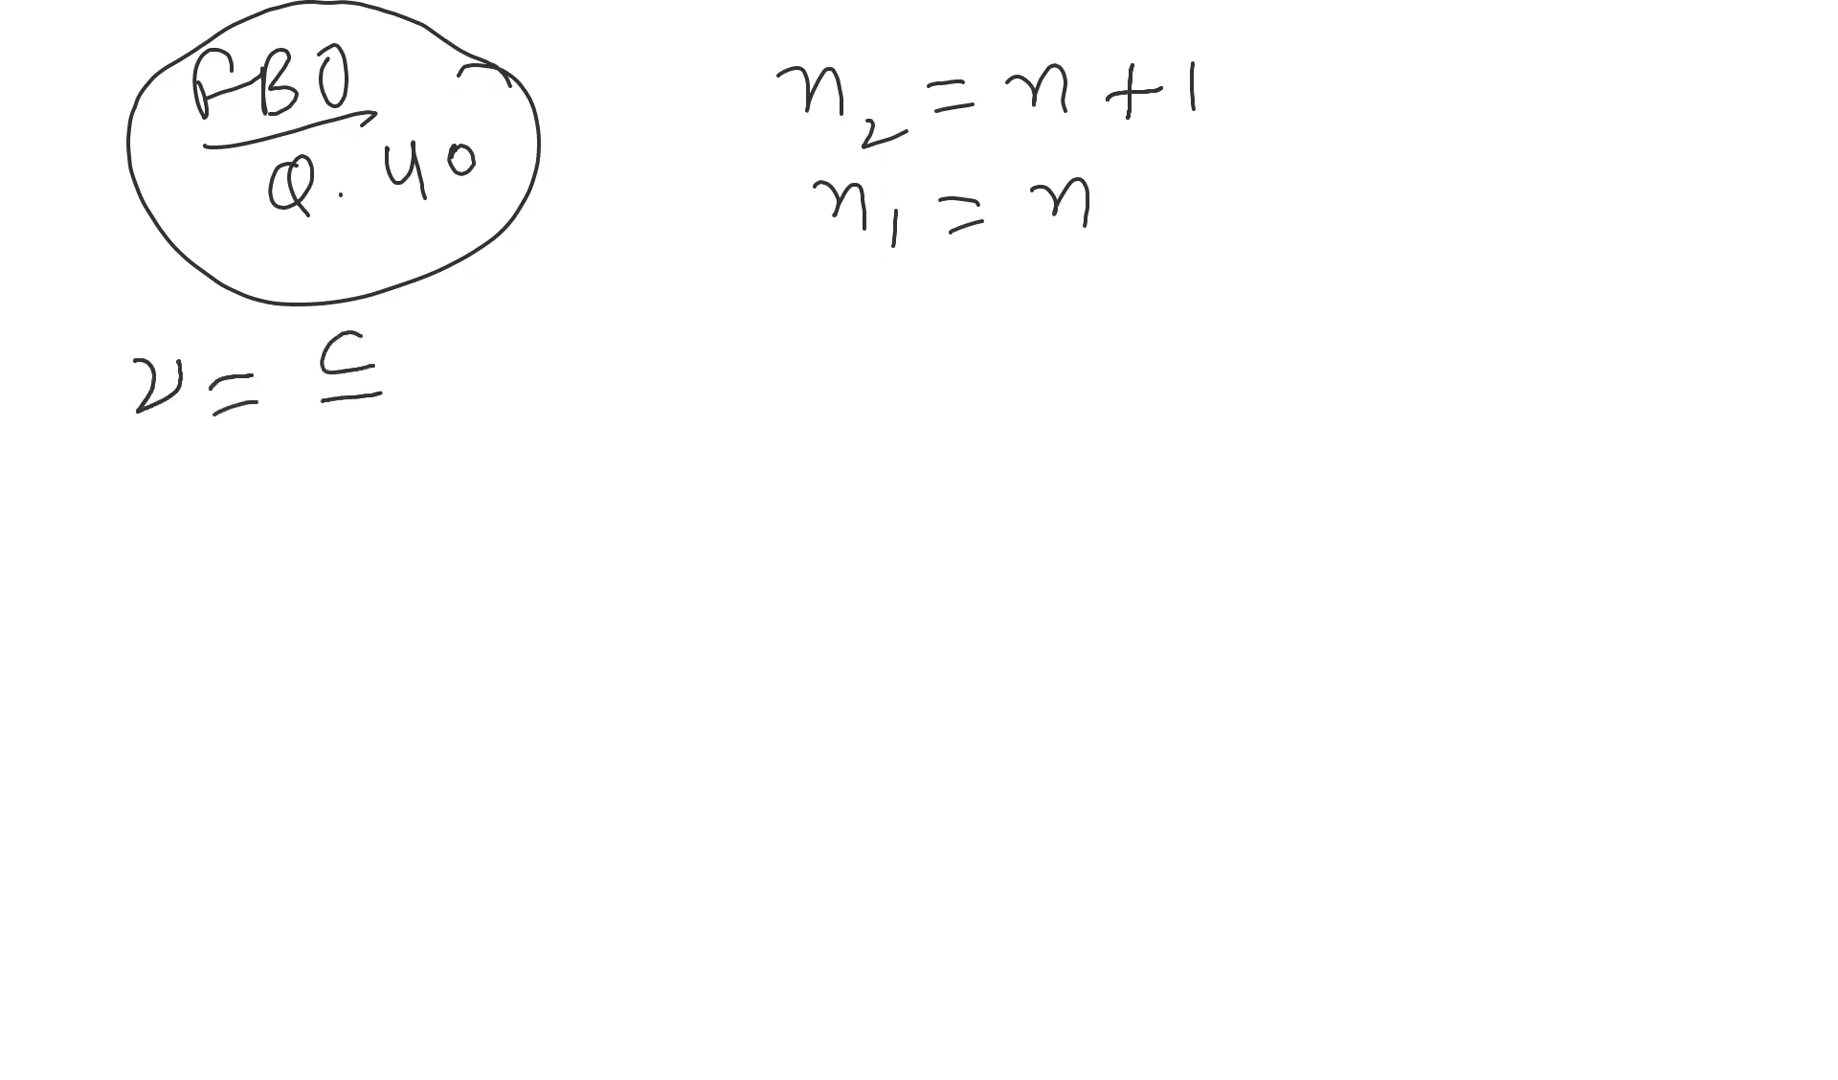 FBO
Q. 40
n₂ = n + 1
n₁ = n
ν = c